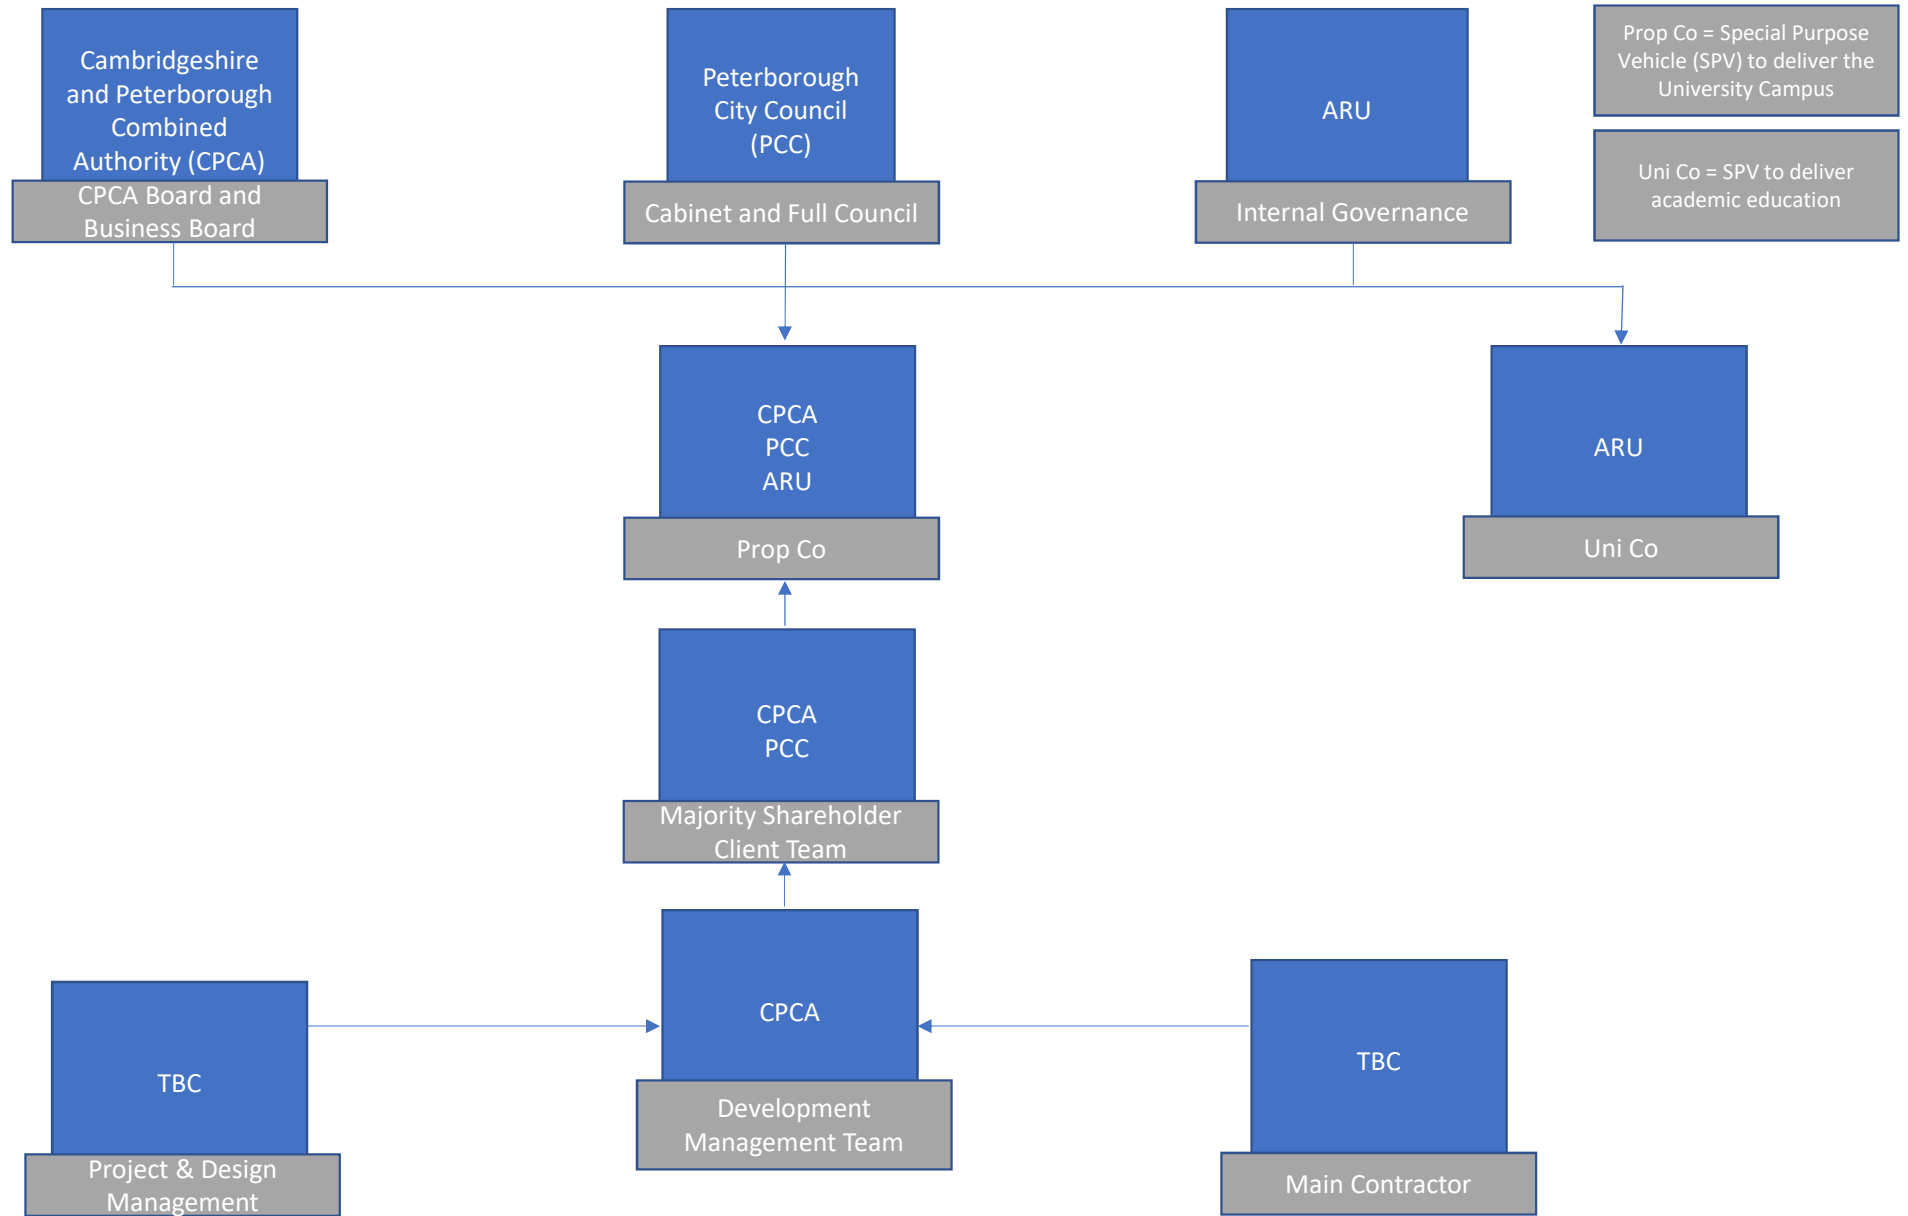 Cambridgeshire
and Peterborough
Combined
Authority (CPCA)
CPCA Board and
Business Board
Peterborough
City Council
(PCC)
Cabinet and Full Council
ARU
Internal Governance
Prop Co = Special Purpose
Vehicle (SPV) to deliver the
University Campus
Uni Co = SPV to deliver
academic education
CPCA
PCC
ARU
Prop Co
ARU
Uni Co
CPCA
PCC
Majority Shareholder
Client Team
CPCA
Development
Management Team
TBC
Project & Design
Management
TBC
Main Contractor